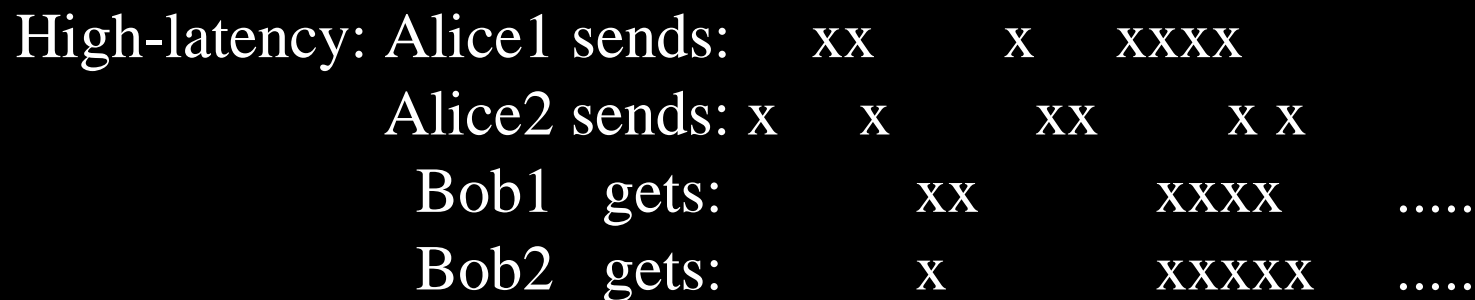 High-latency: Alice1 sends: xx x xxxx
Alice2 sends: x x xx x x
Bob1 gets: xx xxxx .....
Bob2 gets: x xxxxx .....